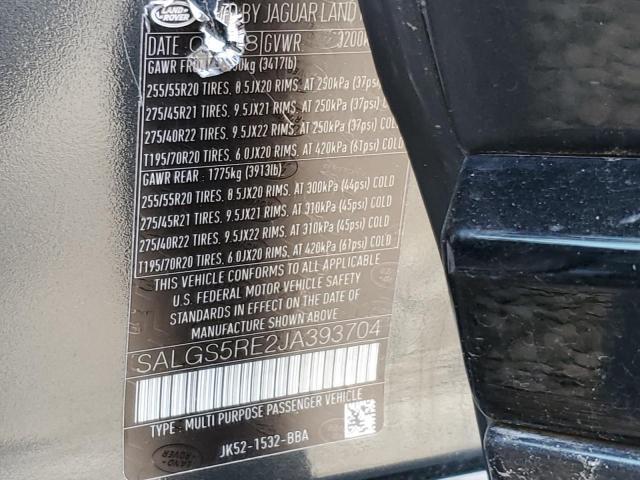 LAND ROVER
BY JAGUAR LAND
DATE GVWR
GAWR (3417lb)
255/55R20 TIRES, 8.5JX20 RIMS, AT 250kPa (37psi)
275/45R21 TIRES, 9.5JX21 RIMS, AT 250kPa (37psi)
275/40R22 TIRES, 9.5JX22 RIMS, AT 250kPa (37psi) COLD
T195/70R20 TIRES, 6.0JX20 RIMS, AT 420kPa (61psi) COLD
GAWR REAR : 1775kg (3913lb)
255/55R20 TIRES, 8.5JX20 RIMS, AT 300kPa (44psi) COLD
275/45R21 TIRES, 9.5JX21 RIMS, AT 310kPa (45psi) COLD
275/40R22 TIRES, 9.5JX22 RIMS, AT 310kPa (45psi) COLD
T195/70R20 TIRES, 6.0JX20 RIMS, AT 420kPa (61psi) COLD
THIS VEHICLE CONFORMS TO ALL APPLICABLE
U.S. FEDERAL MOTOR VEHICLE SAFETY
STANDARDS IN EFFECT ON THE DATE OF
MANUFACTURE SHOWN ABOVE
SALGS5RE2JA393704
TYPE : MULTI PURPOSE PASSENGER VEHICLE
JK52-1532-BBA
LAND ROVER